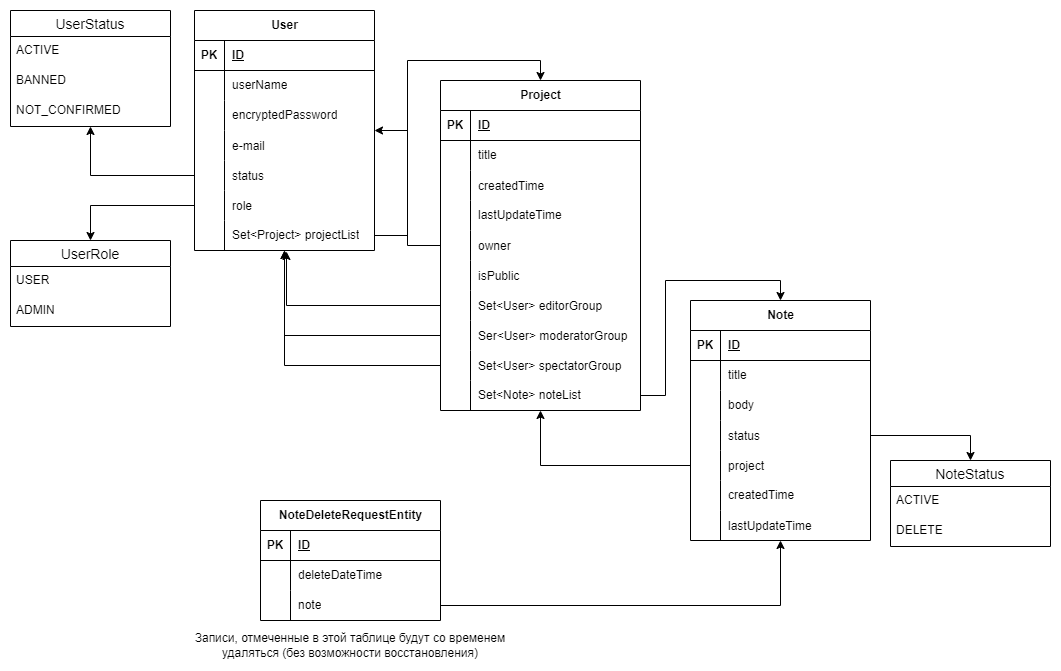 UserStatus
ACTIVE
BANNED
NOT_CONFIRMED
User
PK ID
userName
encryptedPassword
e-mail
status
role
Set<Project> projectList
UserRole
USER
ADMIN
Project
PK ID
title
createdTime
lastUpdateTime
owner
isPublic
Set<User> editorGroup
Ser<User> moderatorGroup
Set<User> spectatorGroup
Set<Note> noteList
Note
PK ID
title
body
status
project
createdTime
lastUpdateTime
NoteStatus
ACTIVE
DELETE
NoteDeleteRequestEntity
PK ID
deleteDateTime
note
Записи, отмеченные в этой таблице будут со временем
удаляться (без возможности восстановления)